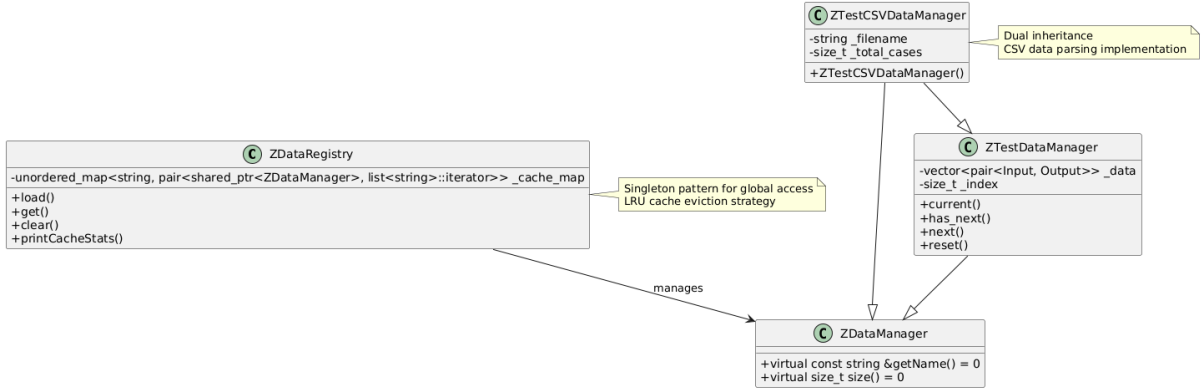 C ZTestCSVDataManager
-string _filename
-size_t _total_cases
+ZTestCSVDataManager()
Dual inheritance
CSV data parsing implementation
C ZDataRegistry
-unordered_map<string, pair<shared_ptr<ZDataManager>, list<string>::iterator>> _cache_map
+load()
+get()
+clear()
+printCacheStats()
Singleton pattern for global access
LRU cache eviction strategy
C ZTestDataManager
-vector<pair<Input, Output>> _data
-size_t _index
+current()
+has_next()
+next()
+reset()
manages
C ZDataManager
+virtual const string &getName() = 0
+virtual size_t size() = 0